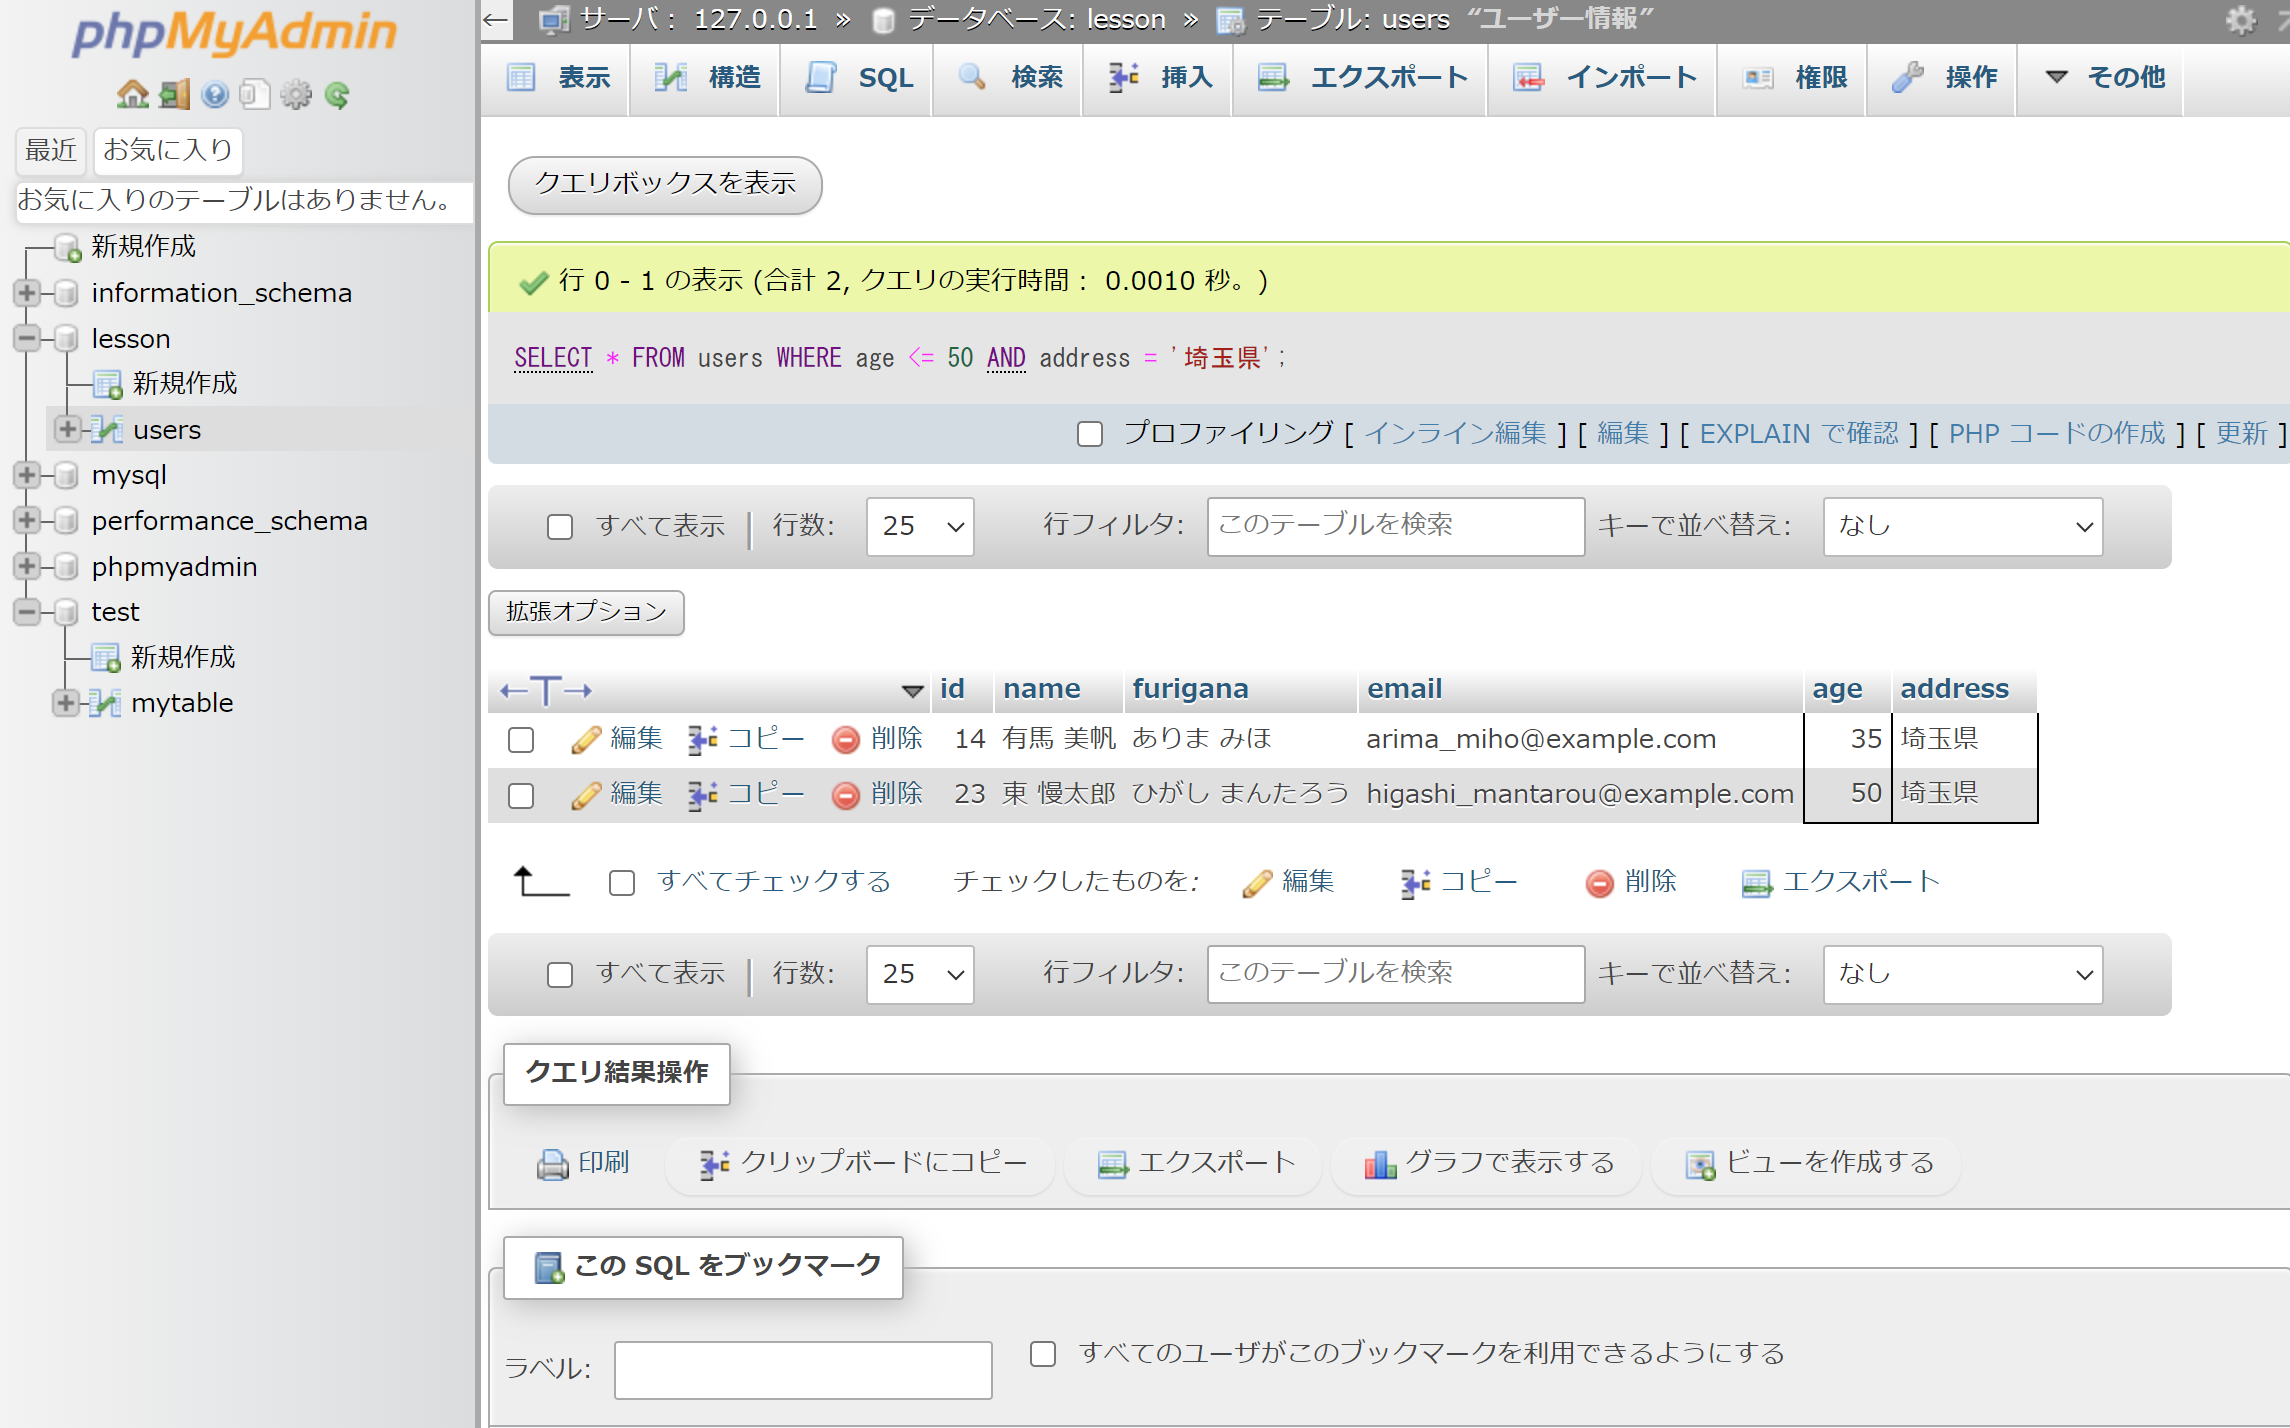 phpMyAdmin
最近 お気に入り
お気に入りのテーブルはありません。
新規作成
information_schema
lesson
新規作成
users
mysql
performance_schema
phpmyadmin
test
新規作成
mytable
← サーバ: 127.0.0.1 » データベース: lesson » テーブル: users “ユーザー情報”
表示 構造 SQL 検索 挿入 エクスポート インポート 権限 操作 その他
クエリボックスを表示
行 0 - 1 の表示 (合計 2, クエリの実行時間: 0.0010 秒。)
SELECT * FROM users WHERE age <= 50 AND address = '埼玉県';
プロファイリング [ インライン編集 ] [ 編集 ] [ EXPLAIN で確認 ] [ PHP コードの作成 ] [ 更新 ]
すべて表示 | 行数: 25 行フィルタ: このテーブルを検索 キーで並べ替え: なし
拡張オプション
←T→ id name furigana email age address
編集 コピー 削除 14 有馬 美帆 ありま みほ arima_miho@example.com 35 埼玉県
編集 コピー 削除 23 東 慢太郎 ひがし まんたろう higashi_mantarou@example.com 50 埼玉県
すべてチェックする チェックしたものを: 編集 コピー 削除 エクスポート
すべて表示 | 行数: 25 行フィルタ: このテーブルを検索 キーで並べ替え: なし
クエリ結果操作
印刷 クリップボードにコピー エクスポート グラフで表示する ビューを作成する
この SQL をブックマーク
ラベル: すべてのユーザがこのブックマークを利用できるようにする